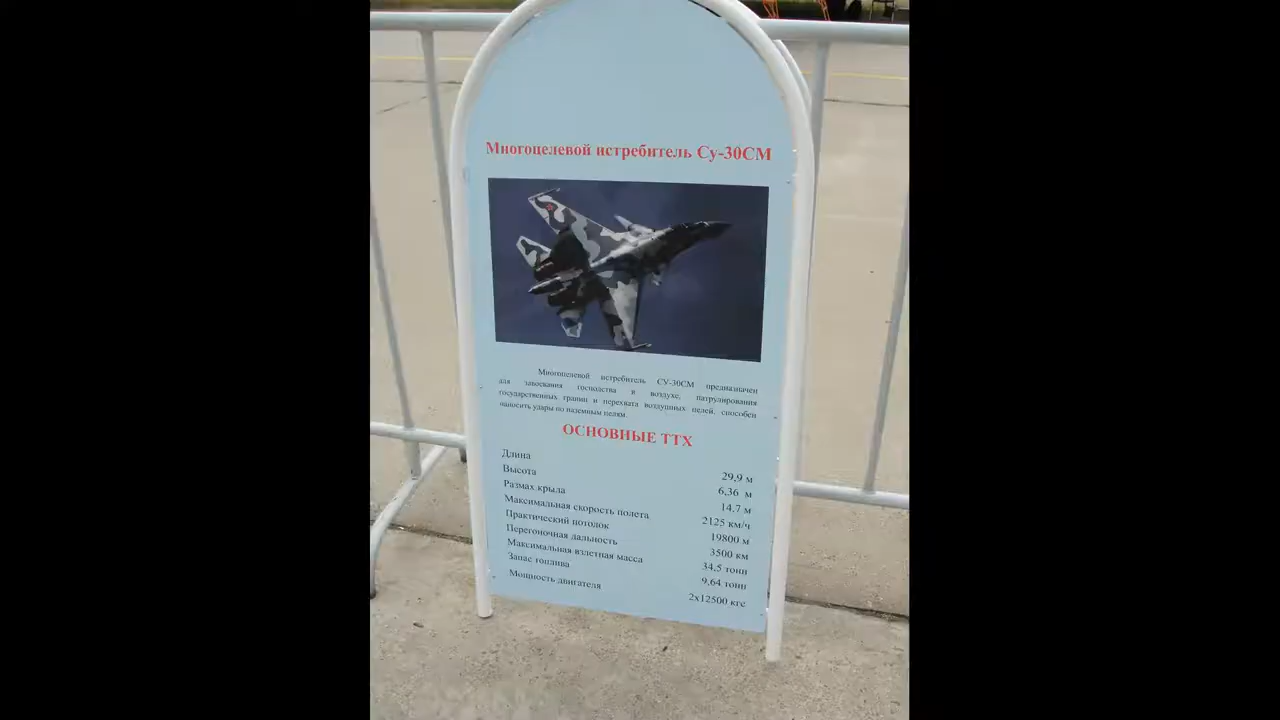 Многоцелевой истребитель Су-30СМ
Многоцелевой истребитель СУ-30СМ предназначен
для завоевания господства в воздухе, патрулирования
государственных границ и перехвата воздушных целей, способен
наносить удары по наземным целям.
ОСНОВНЫЕ ТТХ
Длина 29,9 м
Высота 6,36 м
Размах крыла 14,7 м
Максимальная скорость полета 2125 км/ч
Практический потолок 19800 м
Перегоночная дальность 3500 км
Максимальная взлетная масса 34,5 тонн
Запас топлива 9,64 тонн
Мощность двигателя 2х12500 кгс